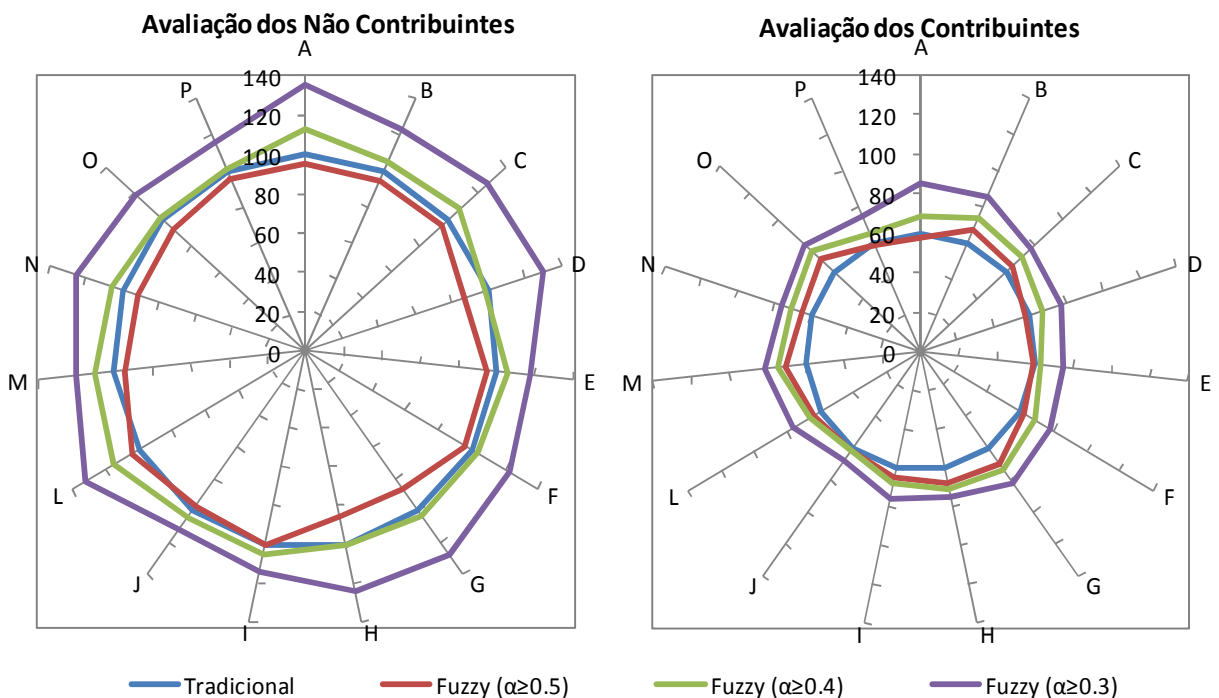 Avaliação dos Não Contribuintes
A
B
C
D
E
F
G
H
I
J
L
M
N
O
P
140
120
100
80
60
40
20
0
Avaliação dos Contribuintes
A
B
C
D
E
F
G
H
I
J
L
M
N
O
P
140
120
100
80
60
40
20
0
Tradicional
Fuzzy (α≥0.5)
Fuzzy (α≥0.4)
Fuzzy (α≥0.3)